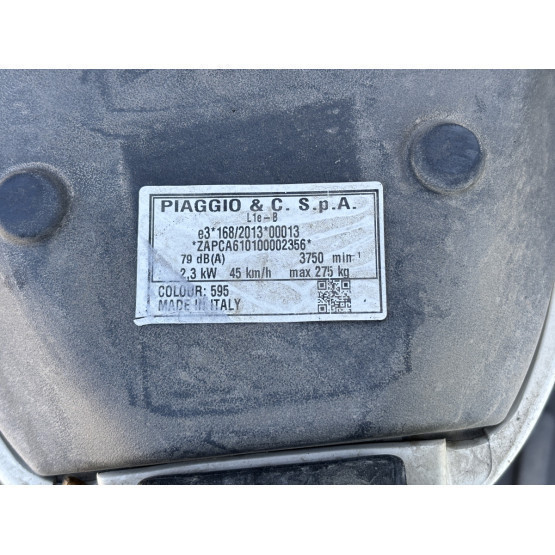 PIAGGIO & C. S.p.A.
L1e-B
e3*168/2013*00013
*ZAPCA610100002356*
79 dB(A) 3750 min⁻¹
2,3 kW 45 km/h max 275 kg
COLOUR: 595
MADE IN ITALY